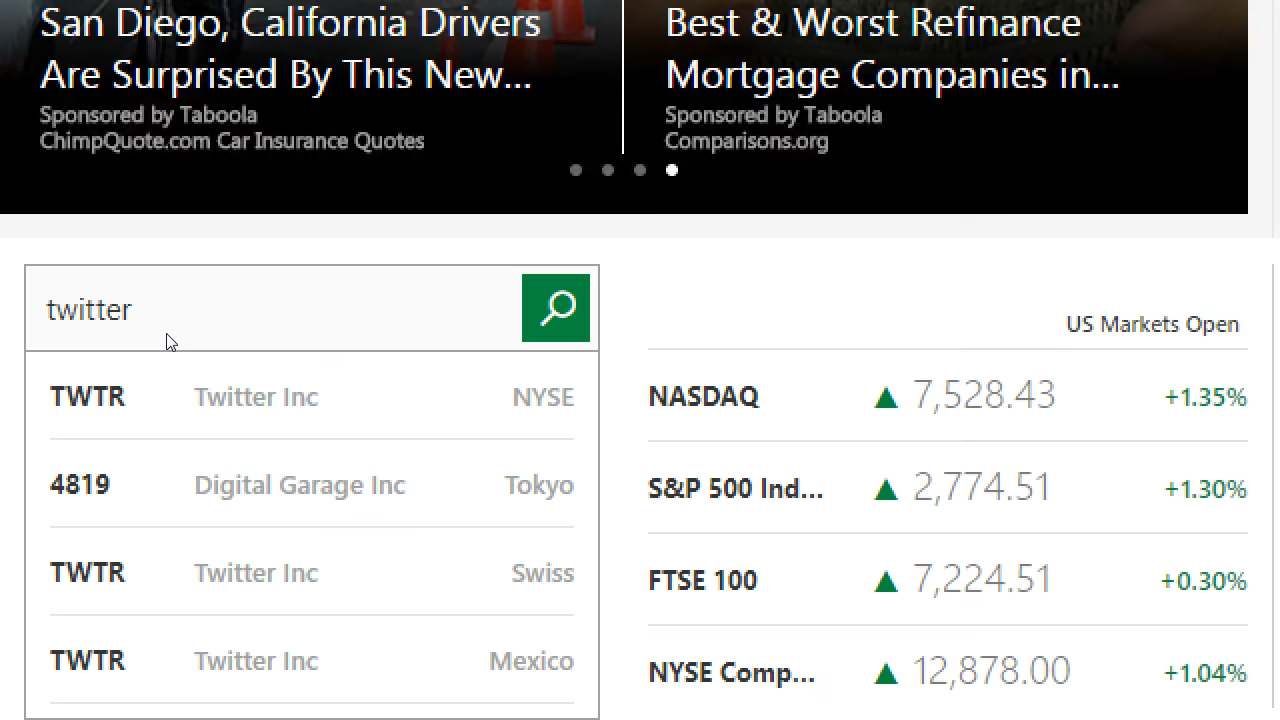 San Diego, California Drivers
Are Surprised By This New...
Sponsored by Taboola
ChimpQuote.com Car Insurance Quotes
Best & Worst Refinance
Mortgage Companies in...
Sponsored by Taboola
Comparisons.org
twitter
TWTR Twitter Inc NYSE
4819 Digital Garage Inc Tokyo
TWTR Twitter Inc Swiss
TWTR Twitter Inc Mexico
US Markets Open
NASDAQ ▲ 7,528.43 +1.35%
S&P 500 Ind... ▲ 2,774.51 +1.30%
FTSE 100 ▲ 7,224.51 +0.30%
NYSE Comp... ▲ 12,878.00 +1.04%